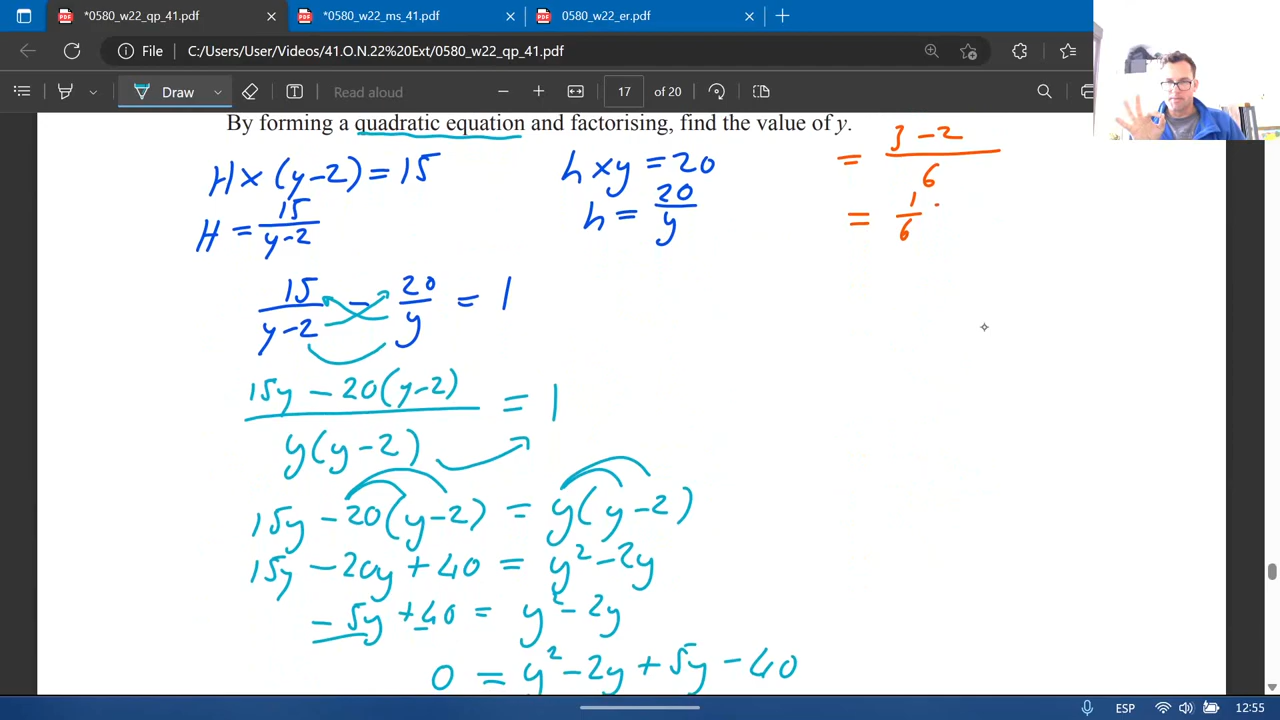 *0580_w22_qp_41.pdf
*0580_w22_ms_41.pdf
0580_w22_er.pdf
File C:/Users/User/Videos/41.O.N.22%20Ext/0580_w22_qp_41.pdf
Draw
Read aloud
17 of 20
By forming a quadratic equation and factorising, find the value of y.
H × (y-2) = 15
H = 15/(y-2)
h × y = 20
h = 20/y
= (3-2)/6
= 1/6
15/(y-2) - 20/y = 1
(15y - 20(y-2))/(y(y-2)) = 1
15y - 20(y-2) = y(y-2)
15y - 20y + 40 = y² - 2y
- 5y + 40 = y² - 2y
0 = y² - 2y + 5y - 40
ESP 12:55